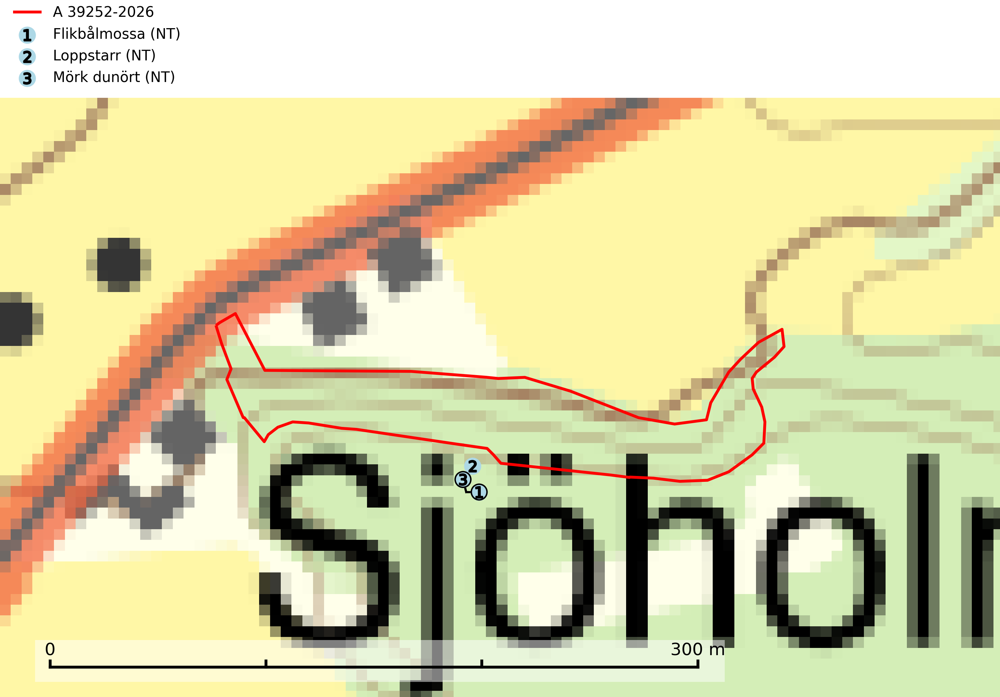 A 39252-2026
1 Flikbålmossa (NT)
2 Loppstarr (NT)
3 Mörk dunört (NT)
2
3
1
Sjöhol
0 300 m